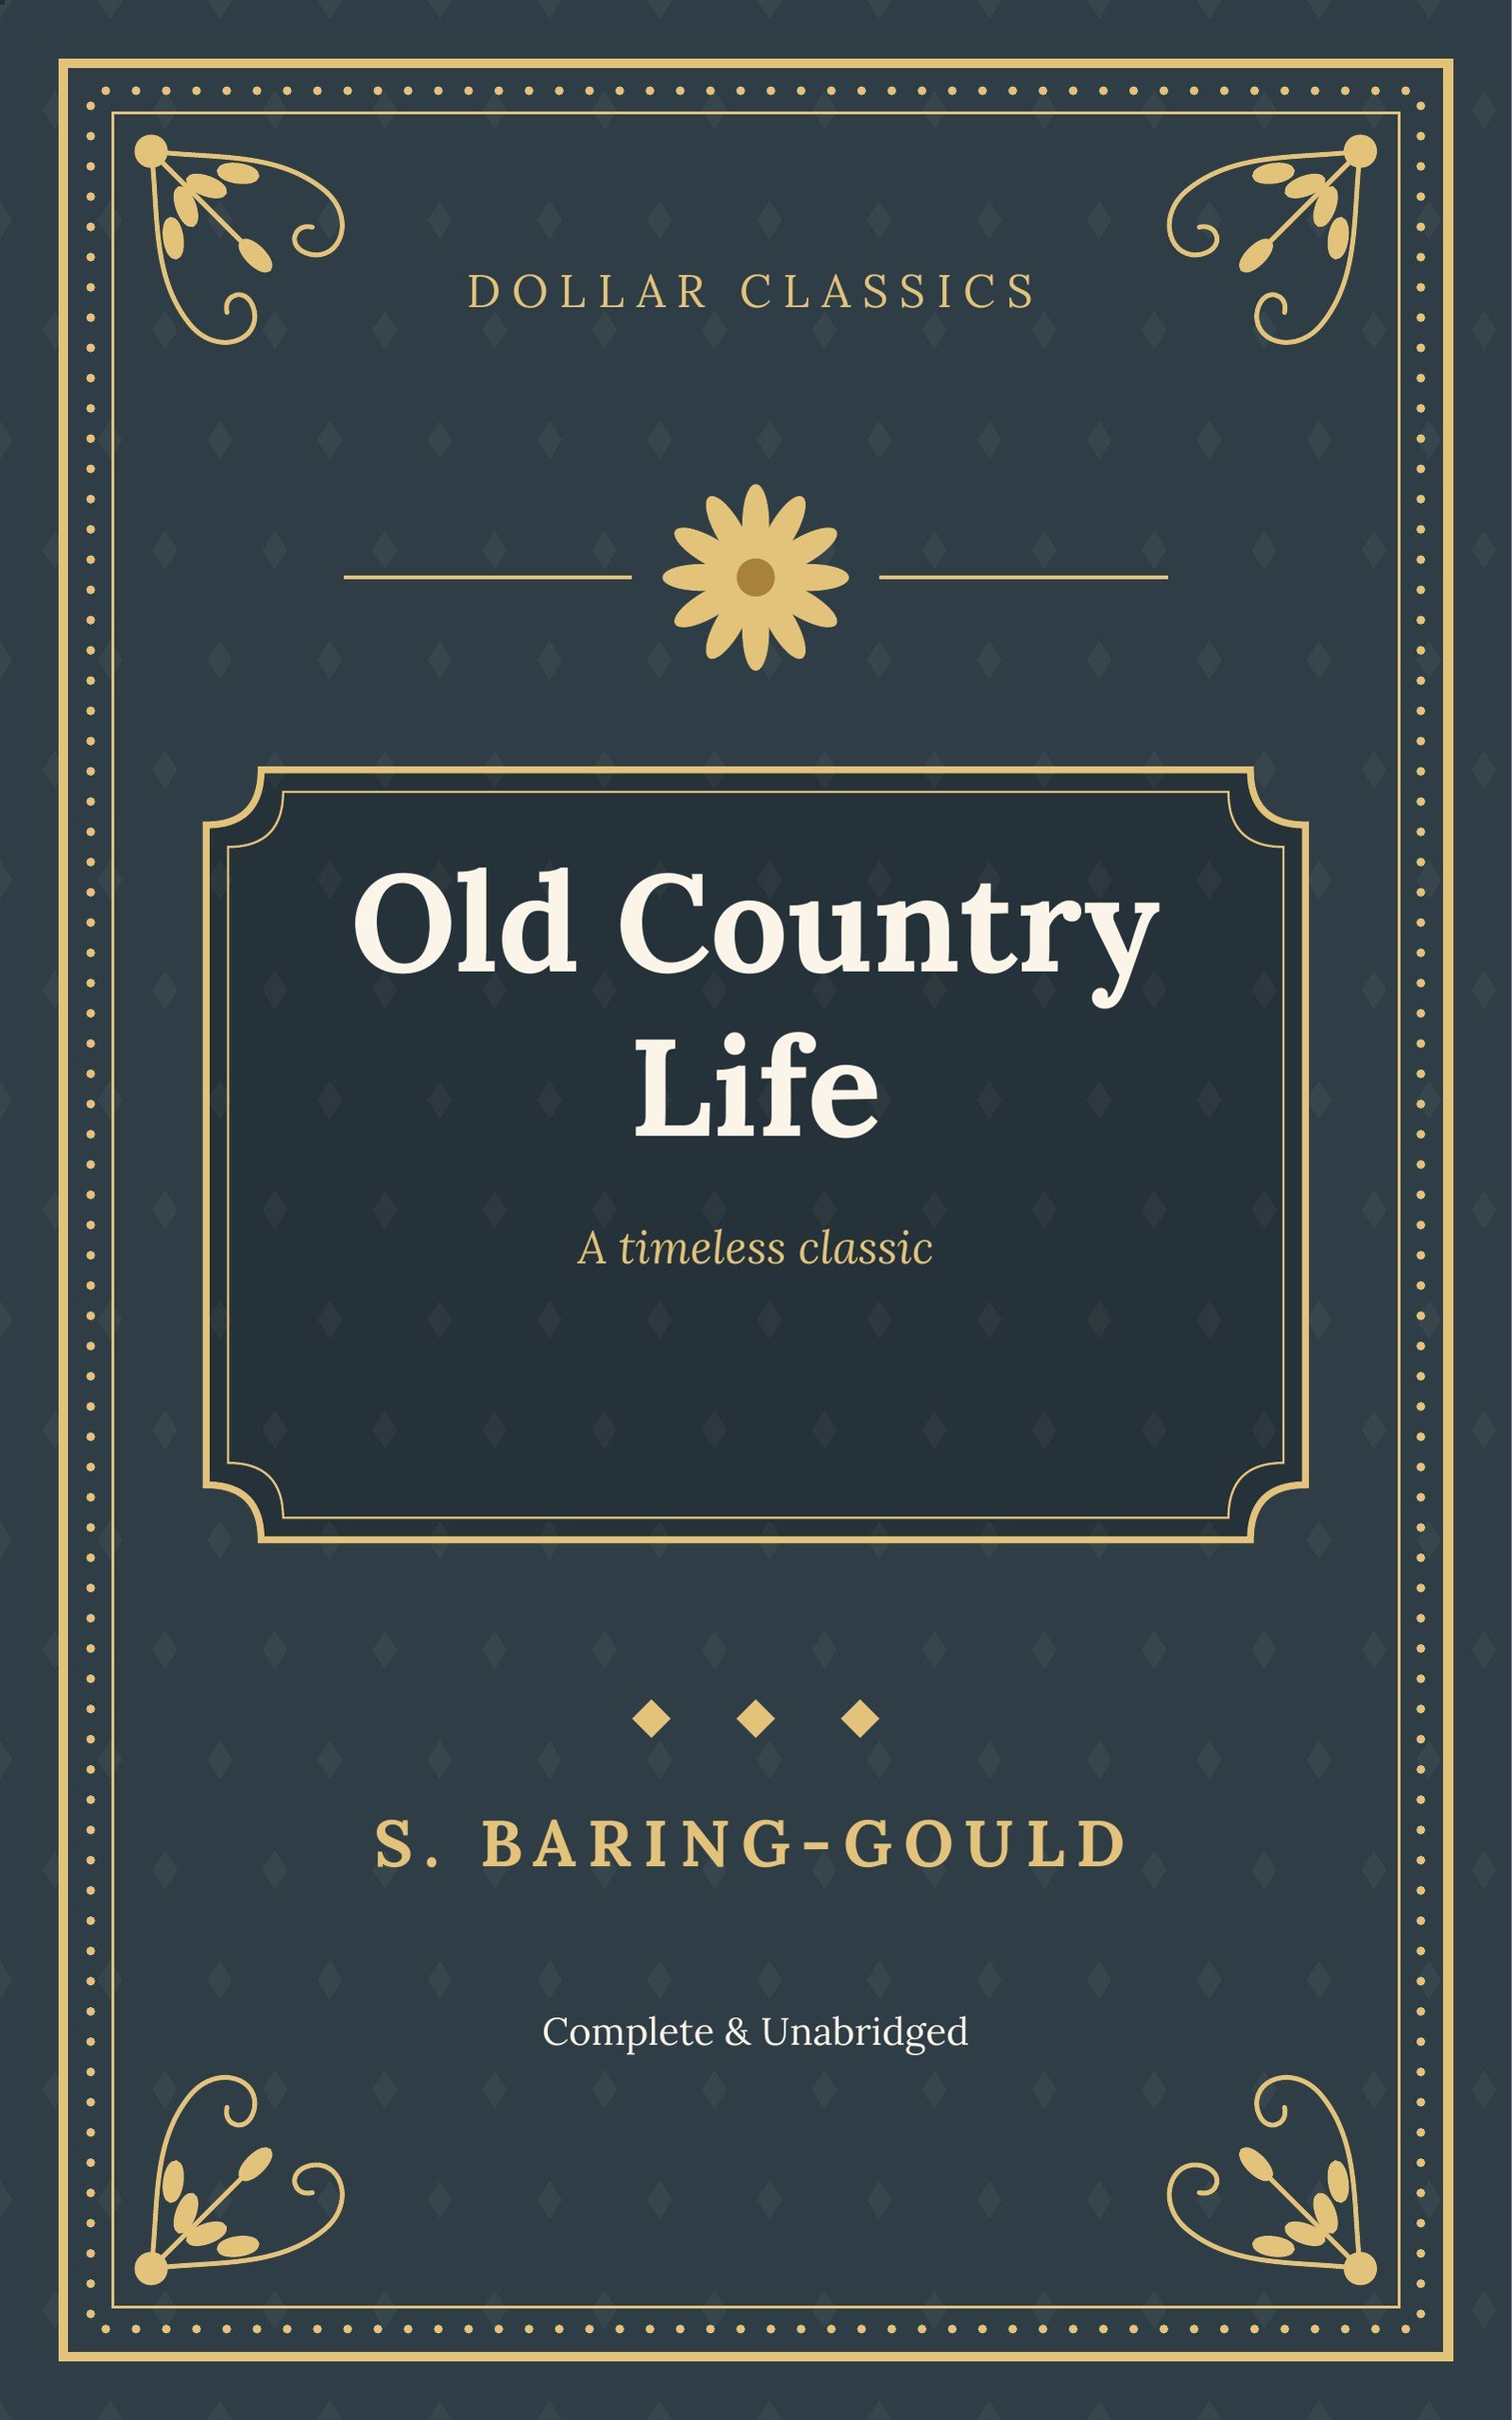 DOLLAR CLASSICS
Old Country
Life
A timeless classic
S. BARING-GOULD
Complete & Unabridged